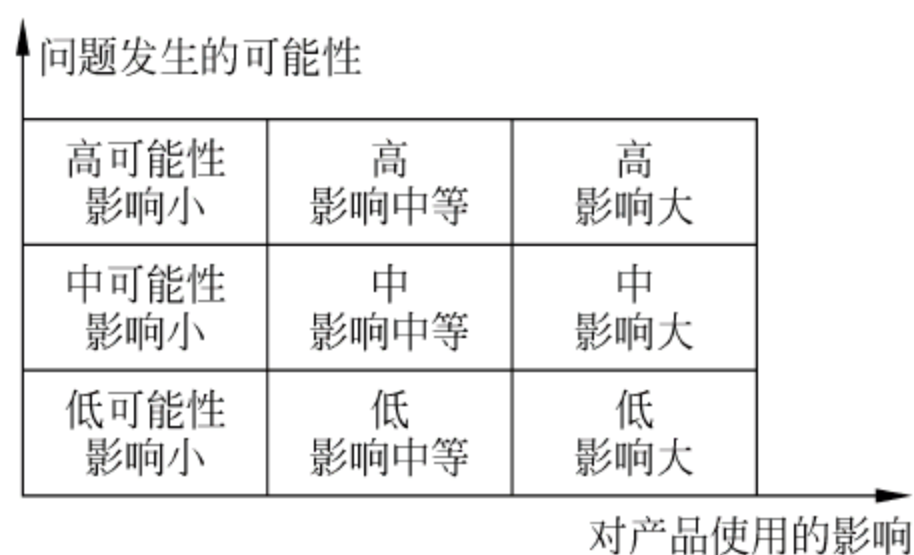 问题发生的可能性
高可能性
影响小
高
影响中等
高
影响大
中可能性
影响小
中
影响中等
中
影响大
低可能性
影响小
低
影响中等
低
影响大
对产品使用的影响